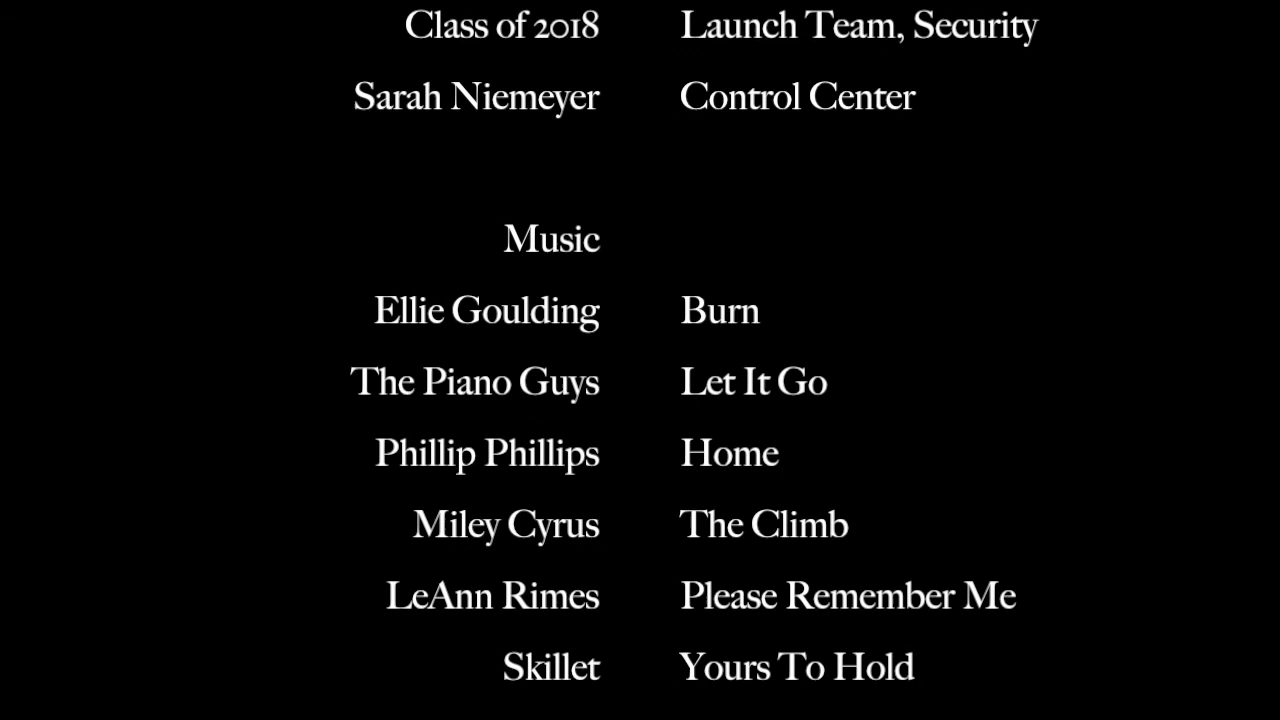 Class of 2018 Launch Team, Security
Sarah Niemeyer Control Center
Music
Ellie Goulding Burn
The Piano Guys Let It Go
Phillip Phillips Home
Miley Cyrus The Climb
LeAnn Rimes Please Remember Me
Skillet Yours To Hold